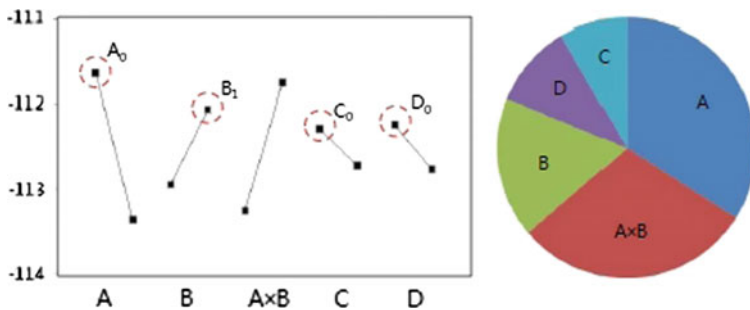 -111
-112
-113
-114
A₀
B₁
C₀
D₀
A B A×B C D
C
D
A
B
A×B